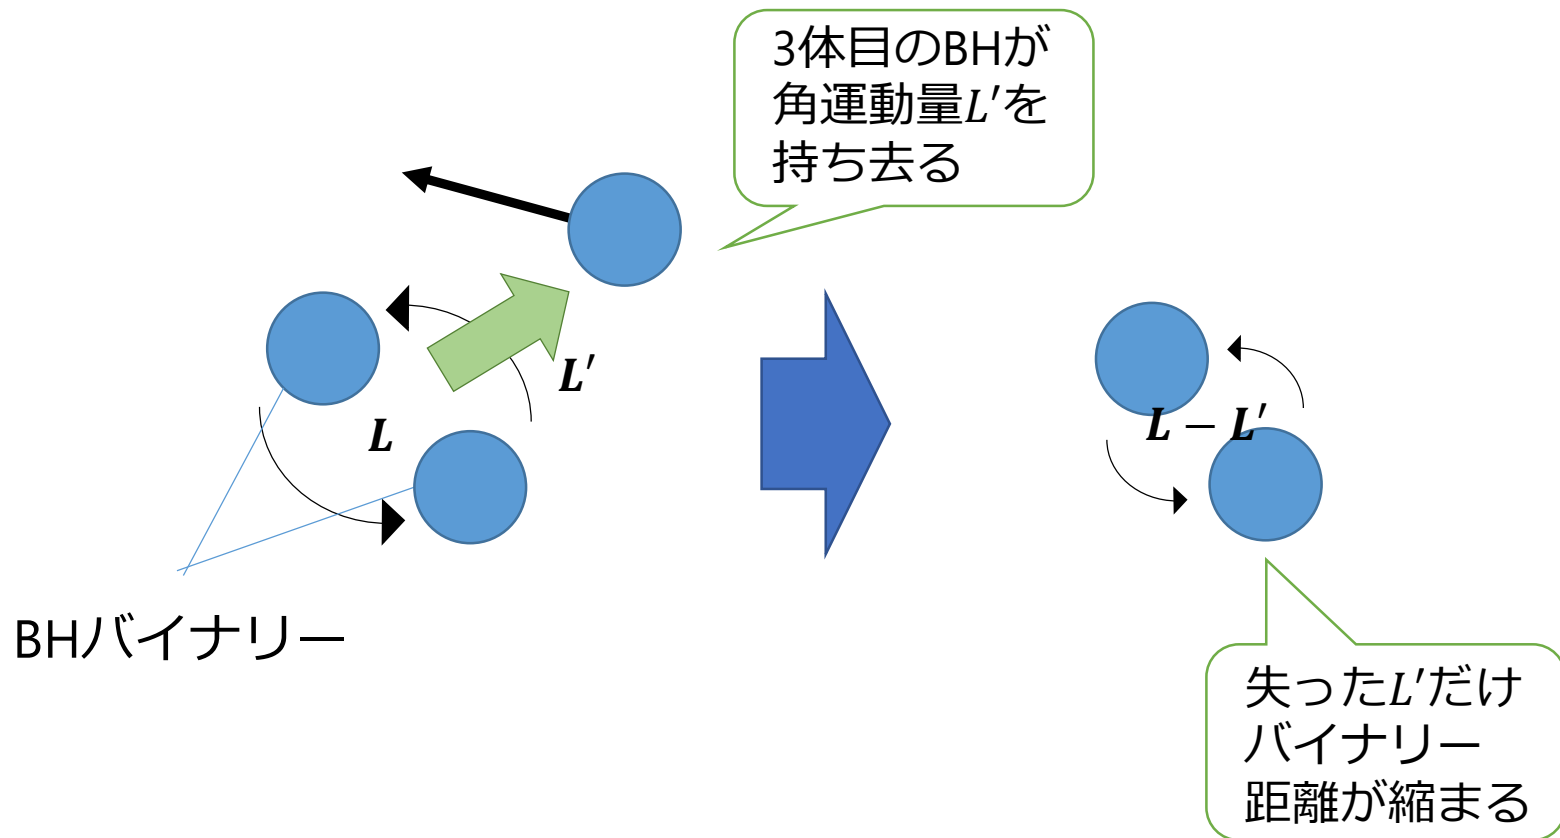 3体目のBHが
角運動量L′を
持ち去る
L′
L
BHバイナリー
L − L′
失ったL′だけ
バイナリー
距離が縮まる